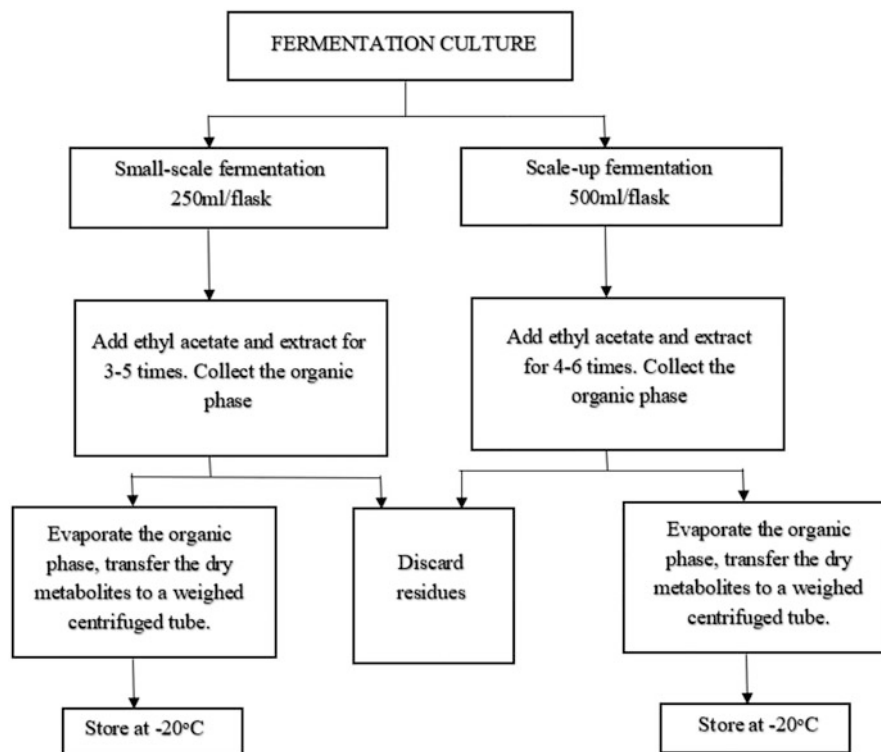 FERMENTATION CULTURE
Small-scale fermentation
250ml/flask
Scale-up fermentation
500ml/flask
Add ethyl acetate and extract for
3-5 times. Collect the organic
phase
Add ethyl acetate and extract
for 4-6 times. Collect the
organic phase
Evaporate the organic
phase, transfer the dry
metabolites to a weighed
centrifuged tube.
Discard
residues
Evaporate the organic
phase, transfer the dry
metabolites to a weighed
centrifuged tube.
Store at -20°C
Store at -20°C